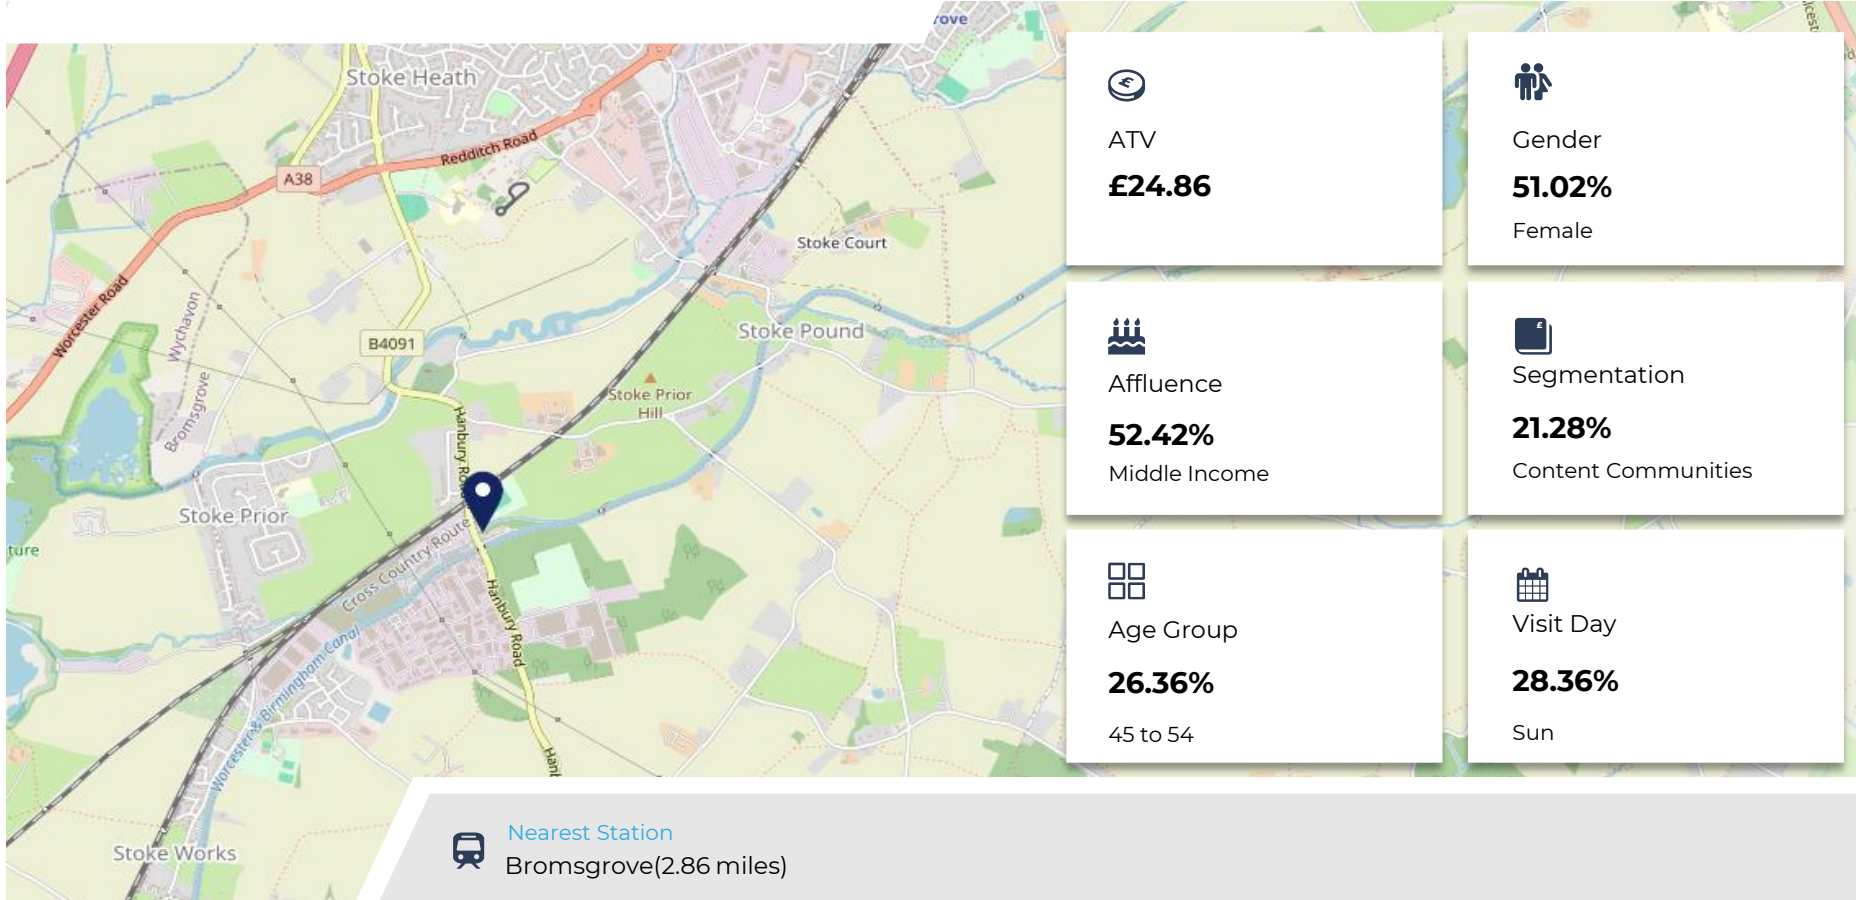 rove
Stoke Heath
Redditch Road
A38
Stoke Court
Worcester Road
Wychavon
Bromsgrove
B4091
Stoke Pound
Stoke Prior
Hill
Hanbury Road
Stoke Prior
ture
Cross Country Route
Hanbury Road
Worcester & Birmingham Canal
Stoke Works
ATV
£24.86
Gender
51.02%
Female
Affluence
52.42%
Middle Income
Segmentation
21.28%
Content Communities
Age Group
26.36%
45 to 54
Visit Day
28.36%
Sun
Nearest Station
Bromsgrove(2.86 miles)